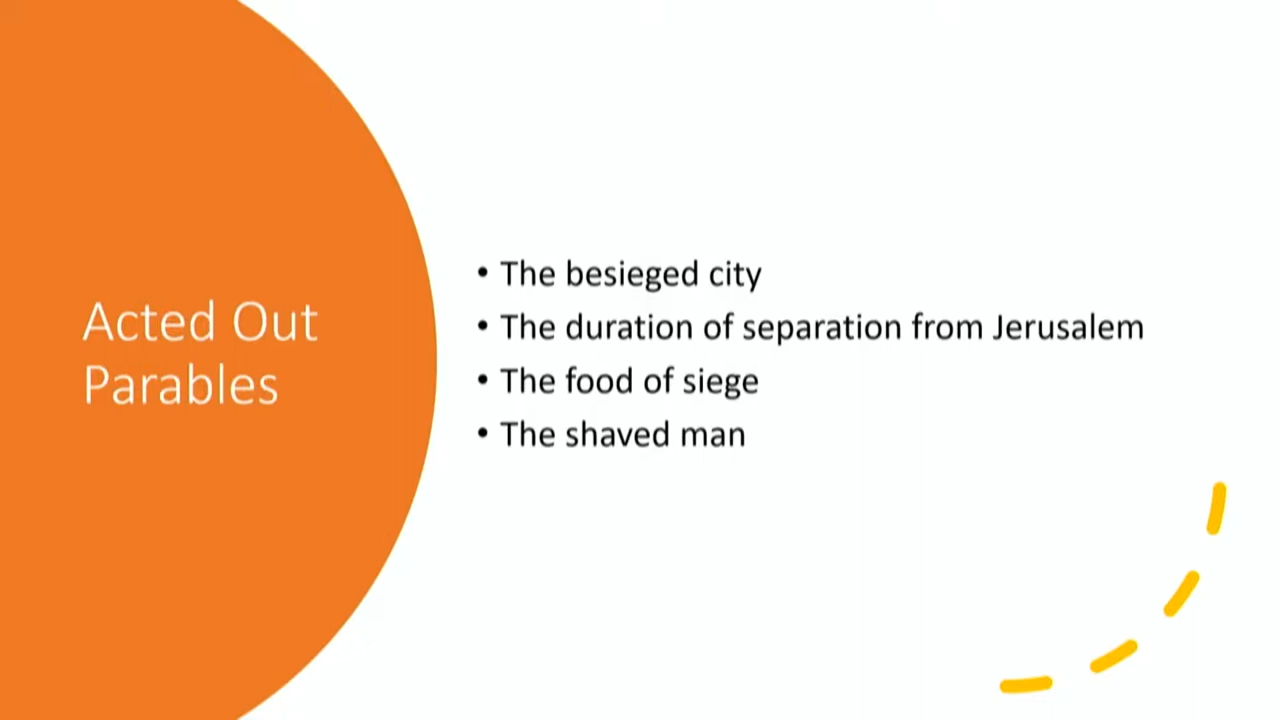 Acted Out
Parables
• The besieged city
• The duration of separation from Jerusalem
• The food of siege
• The shaved man